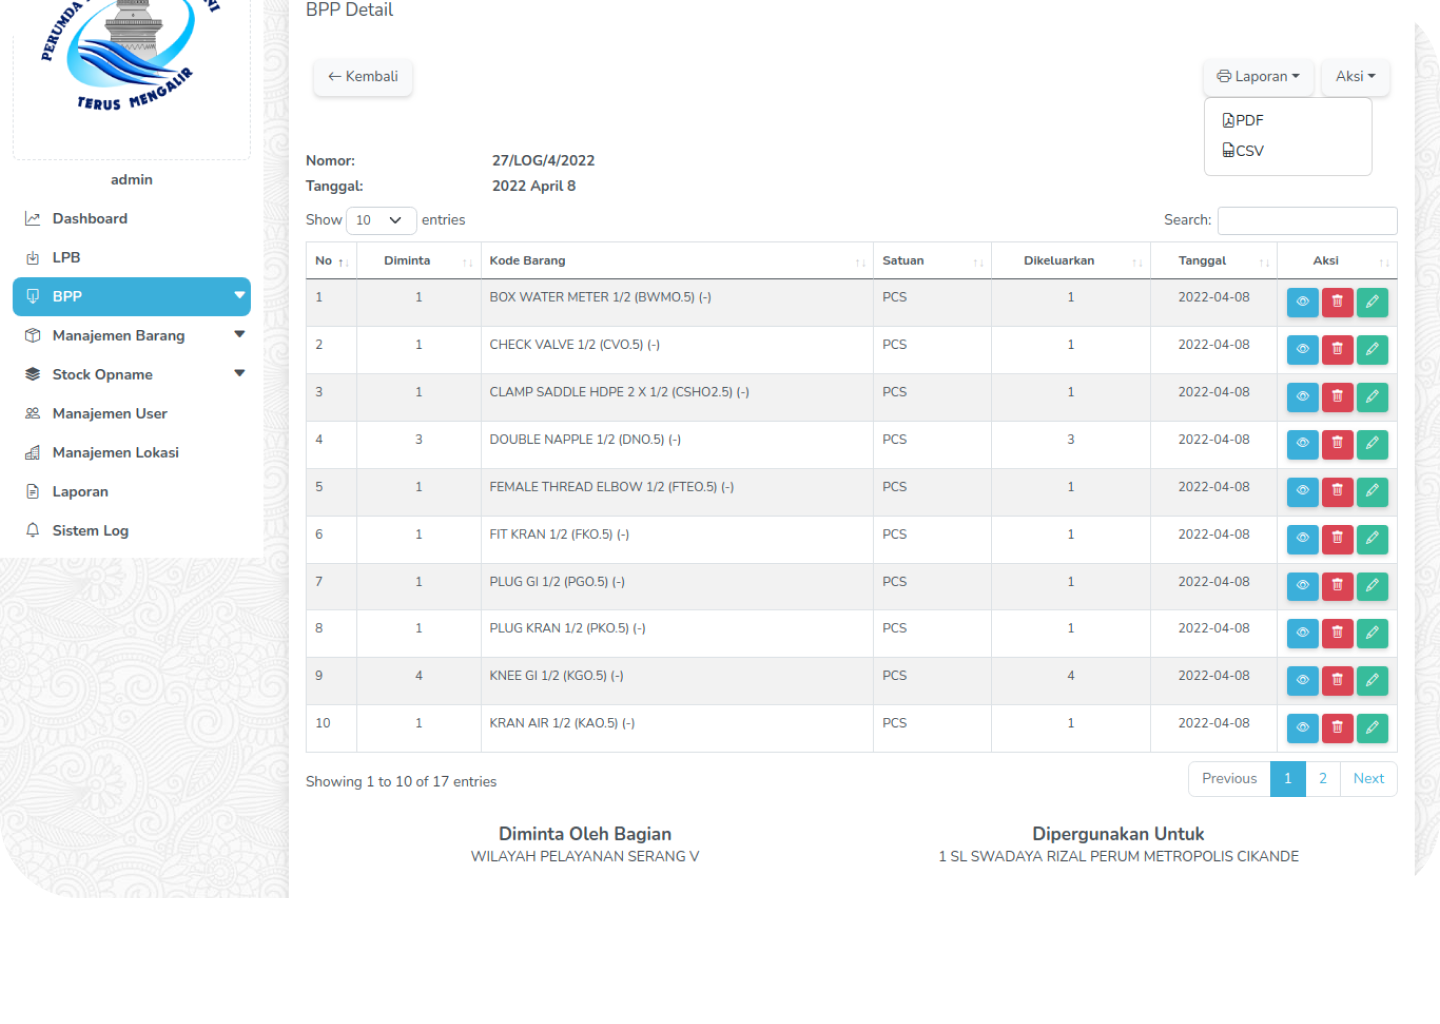 PERUMDA
NI
TERUS MENGALIR
admin
Dashboard
LPB
BPP
Manajemen Barang
Stock Opname
Manajemen User
Manajemen Lokasi
Laporan
Sistem Log
BPP Detail
← Kembali
Laporan
Aksi
PDF
CSV
Nomor: 27/LOG/4/2022
Tanggal: 2022 April 8
Show 10 entries
Search:
No Diminta Kode Barang Satuan Dikeluarkan Tanggal Aksi
1 1 BOX WATER METER 1/2 (BWMO.5) (-) PCS 1 2022-04-08
2 1 CHECK VALVE 1/2 (CVO.5) (-) PCS 1 2022-04-08
3 1 CLAMP SADDLE HDPE 2 X 1/2 (CSHO2.5) (-) PCS 1 2022-04-08
4 3 DOUBLE NAPPLE 1/2 (DNO.5) (-) PCS 3 2022-04-08
5 1 FEMALE THREAD ELBOW 1/2 (FTEO.5) (-) PCS 1 2022-04-08
6 1 FIT KRAN 1/2 (FKO.5) (-) PCS 1 2022-04-08
7 1 PLUG GI 1/2 (PGO.5) (-) PCS 1 2022-04-08
8 1 PLUG KRAN 1/2 (PKO.5) (-) PCS 1 2022-04-08
9 4 KNEE GI 1/2 (KGO.5) (-) PCS 4 2022-04-08
10 1 KRAN AIR 1/2 (KAO.5) (-) PCS 1 2022-04-08
Showing 1 to 10 of 17 entries
Previous 1 2 Next
Diminta Oleh Bagian
WILAYAH PELAYANAN SERANG V
Dipergunakan Untuk
1 SL SWADAYA RIZAL PERUM METROPOLIS CIKANDE